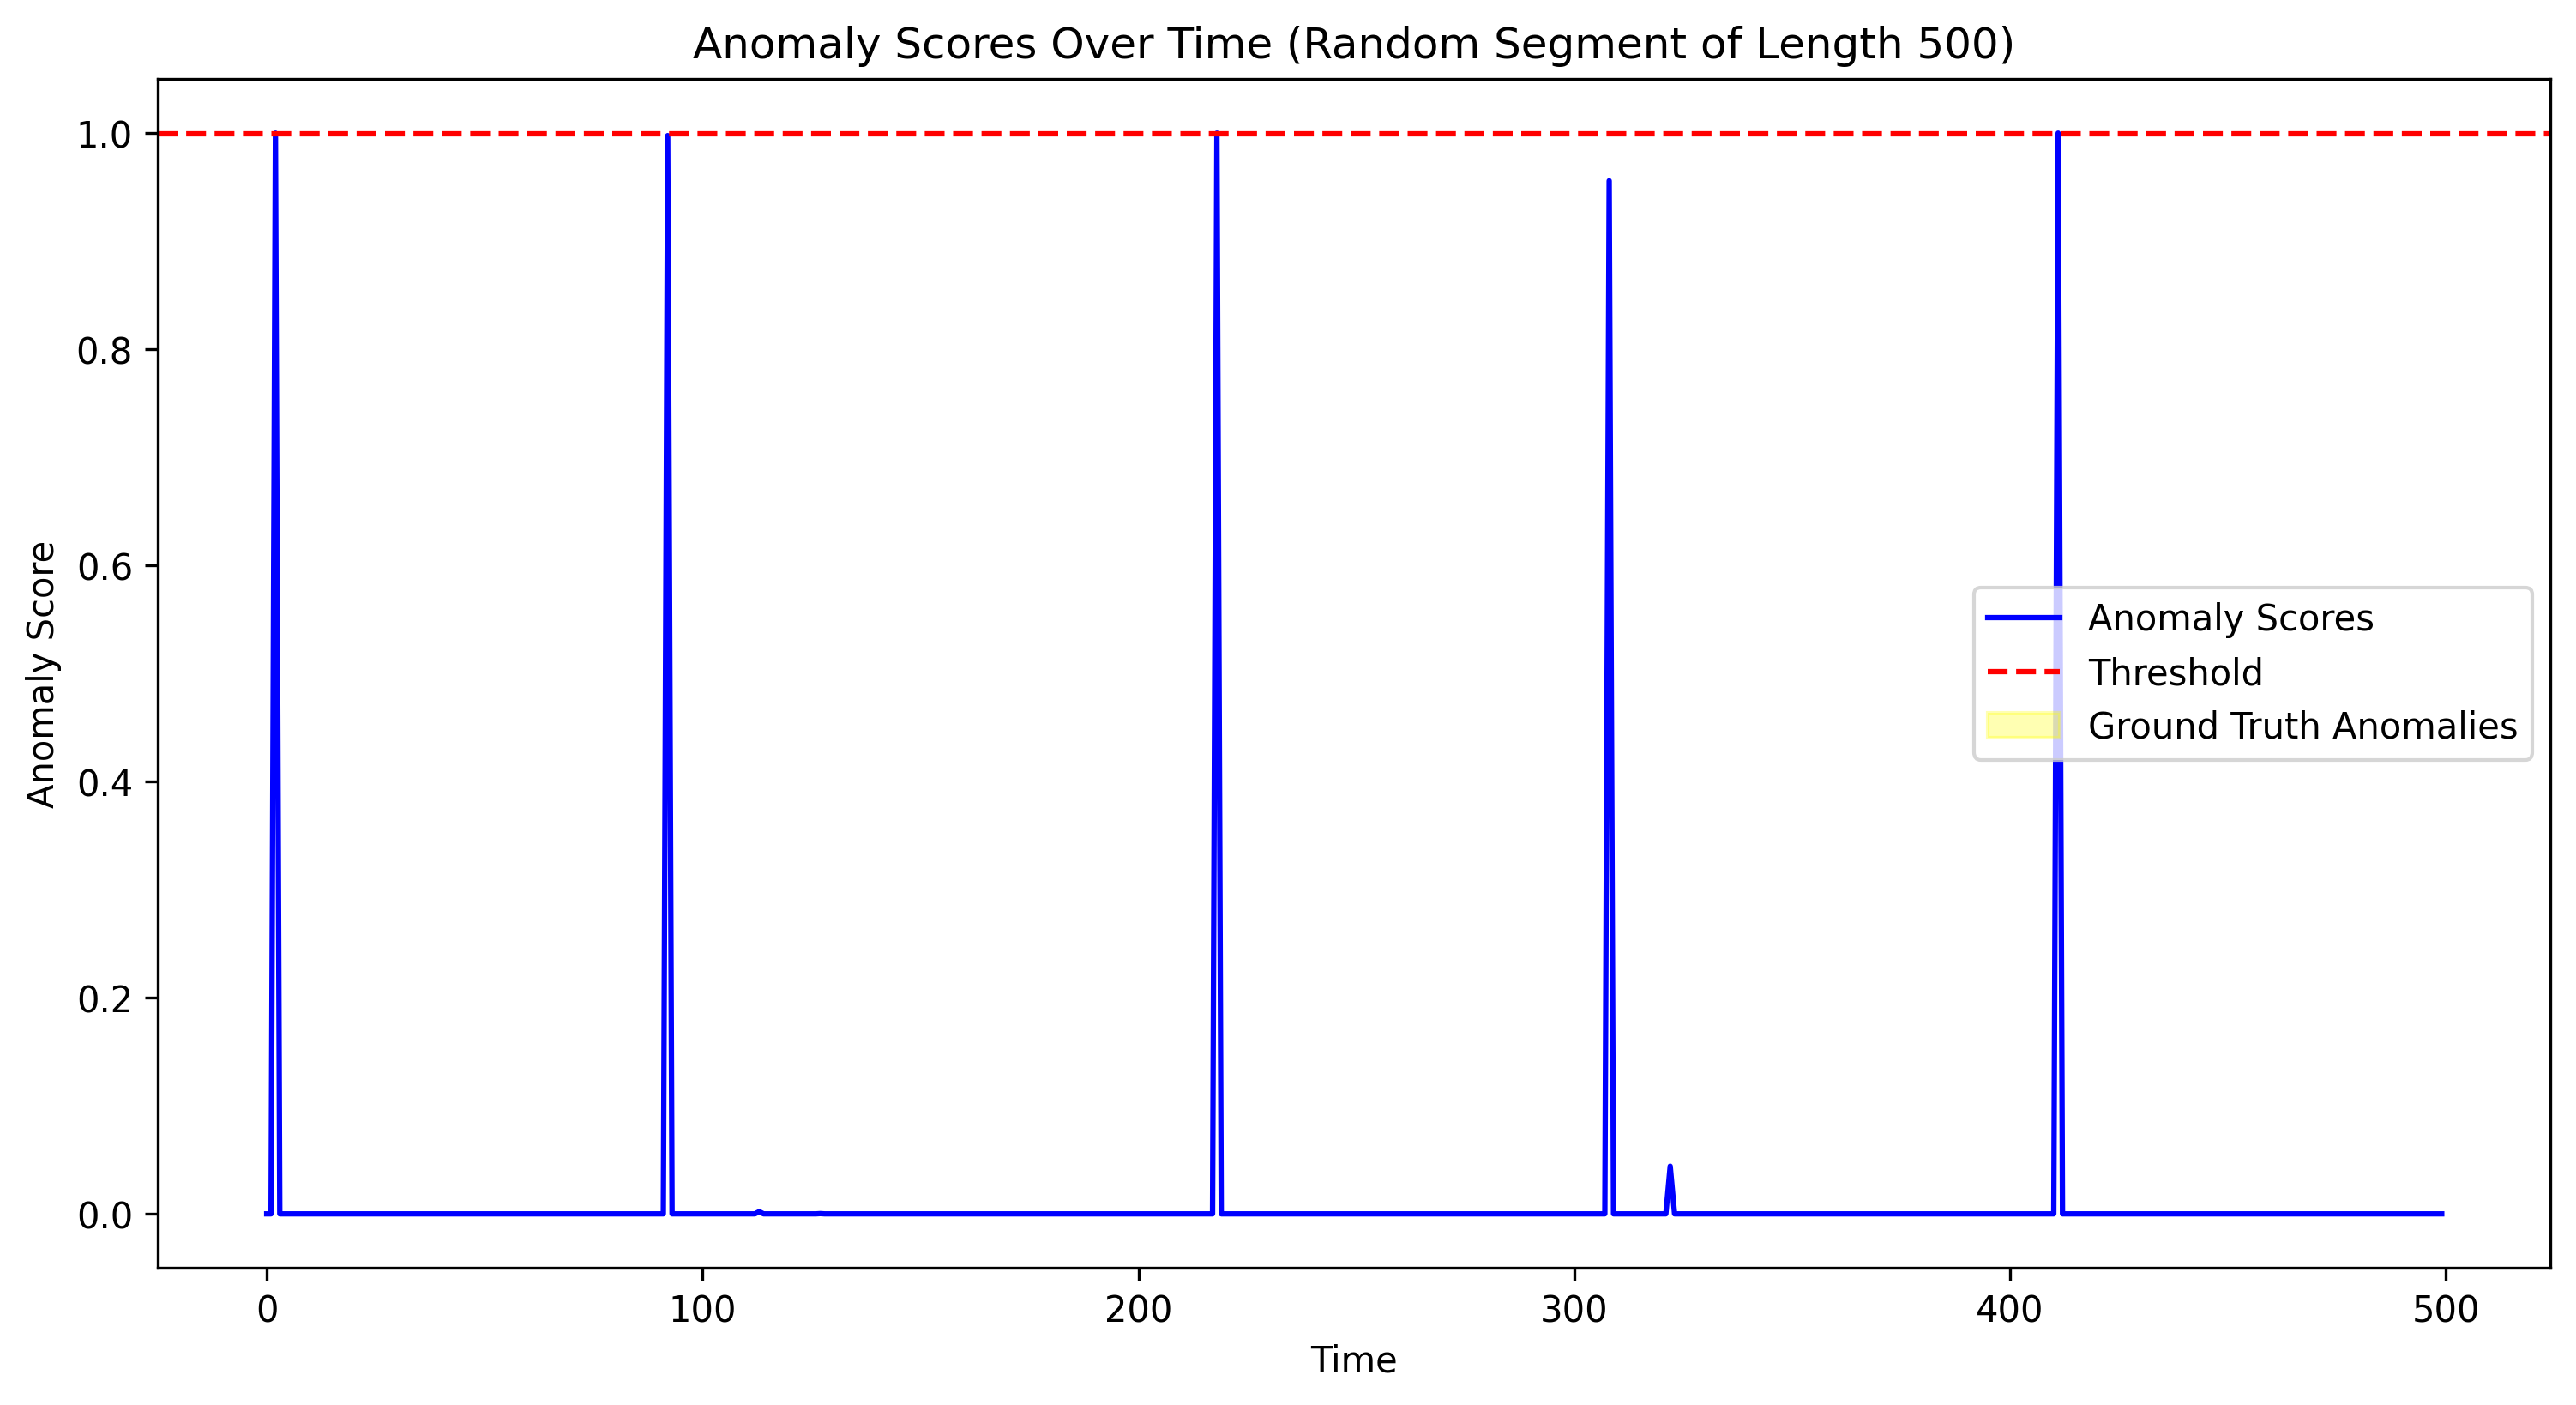 Anomaly Scores Over Time (Random Segment of Length 500)
Anomaly Score
1.0
0.8
0.6
0.4
0.2
0.0
Anomaly Scores
Threshold
Ground Truth Anomalies
0 100 200 300 400 500
Time